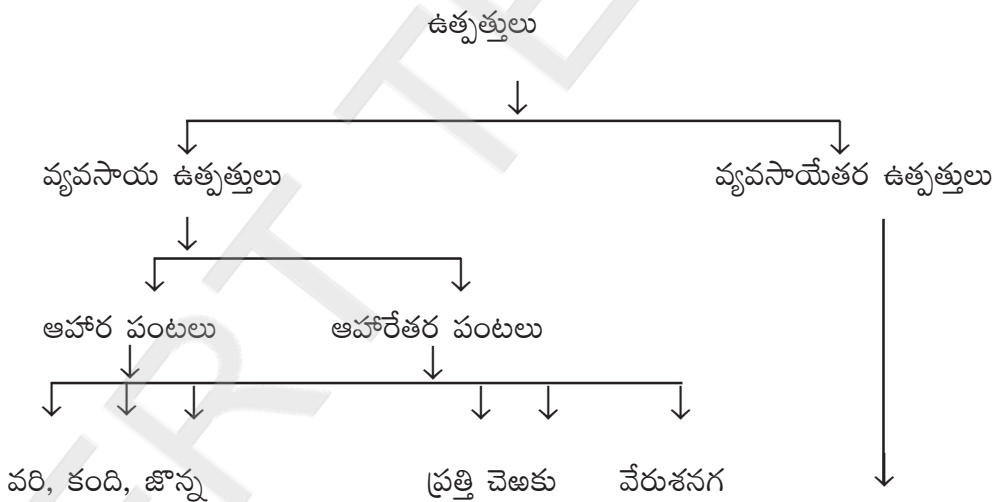 ఉత్పత్తులు
వ్యవసాయ ఉత్పత్తులు వ్యవసాయేతర ఉత్పత్తులు
ఆహార పంటలు ఆహారేతర పంటలు
వరి, కంది, జొన్న ప్రత్తి చెఱకు వేరుశనగ